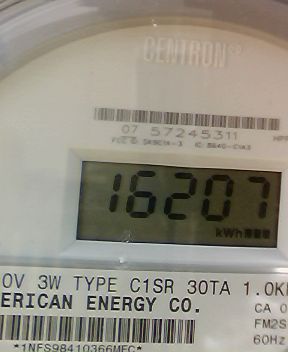 CENTRON®
07 57245311
16207
kWh
0V 3W TYPE C1SR 30TA 1.0K
ERICAN ENERGY CO.
CA 0
FM2S
60Hz
*1NFS98410366MEC*